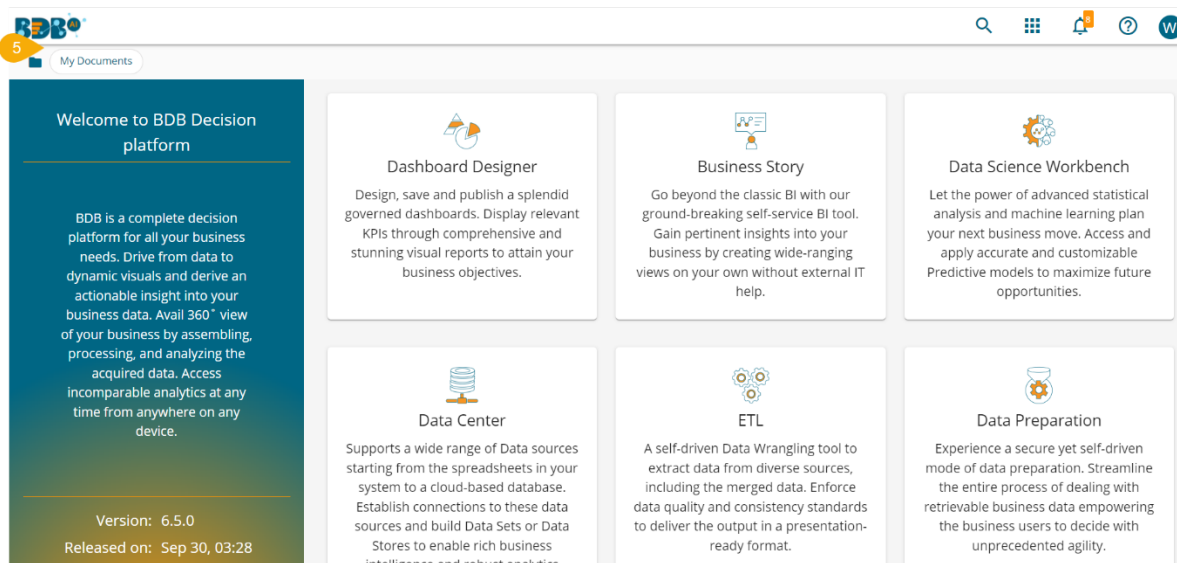 BDB AI
8
W
5
My Documents
Welcome to BDB Decision
platform
BDB is a complete decision
platform for all your business
needs. Drive from data to
dynamic visuals and derive an
actionable insight into your
business data. Avail 360˚ view
of your business by assembling,
processing, and analyzing the
acquired data. Access
incomparable analytics at any
time from anywhere on any
device.
Version: 6.5.0
Released on: Sep 30, 03:28
Dashboard Designer
Design, save and publish a splendid
governed dashboards. Display relevant
KPIs through comprehensive and
stunning visual reports to attain your
business objectives.
Business Story
Go beyond the classic BI with our
ground-breaking self-service BI tool.
Gain pertinent insights into your
business by creating wide-ranging
views on your own without external IT
help.
Data Science Workbench
Let the power of advanced statistical
analysis and machine learning plan
your next business move. Access and
apply accurate and customizable
Predictive models to maximize future
opportunities.
Data Center
Supports a wide range of Data sources
starting from the spreadsheets in your
system to a cloud-based database.
Establish connections to these data
sources and build Data Sets or Data
Stores to enable rich business
intelligence and robust analytics
ETL
A self-driven Data Wrangling tool to
extract data from diverse sources,
including the merged data. Enforce
data quality and consistency standards
to deliver the output in a presentation-
ready format.
Data Preparation
Experience a secure yet self-driven
mode of data preparation. Streamline
the entire process of dealing with
retrievable business data empowering
the business users to decide with
unprecedented agility.